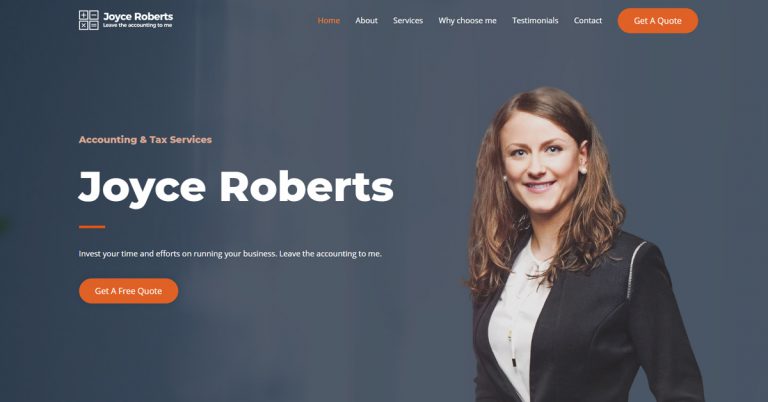 Joyce Roberts
Leave the accounting to me
Home About Services Why choose me Testimonials Contact Get A Quote
Accounting & Tax Services
Joyce Roberts
Invest your time and efforts on running your business. Leave the accounting to me.
Get A Free Quote